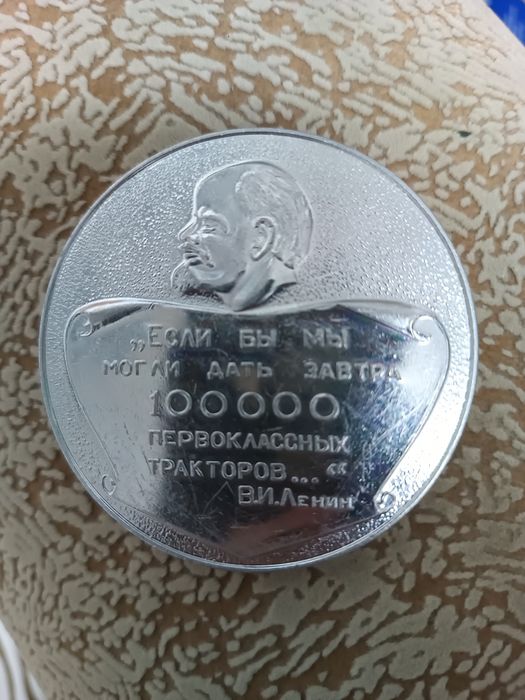 „Если бы мы
могли дать завтра
100000
первоклассных
тракторов..."
В.И.Ленин